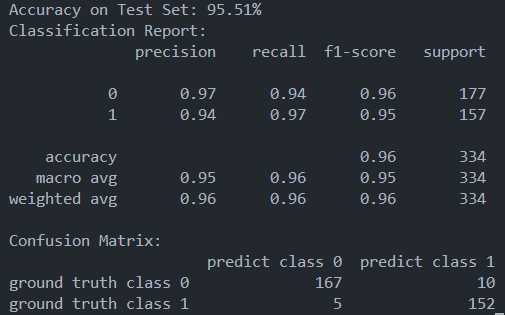 Accuracy on Test Set: 95.51%
Classification Report:
precision recall f1-score support
0 0.97 0.94 0.96 177
1 0.94 0.97 0.95 157
accuracy 0.96 334
macro avg 0.95 0.96 0.95 334
weighted avg 0.96 0.96 0.96 334
Confusion Matrix:
predict class 0 predict class 1
ground truth class 0 167 10
ground truth class 1 5 152